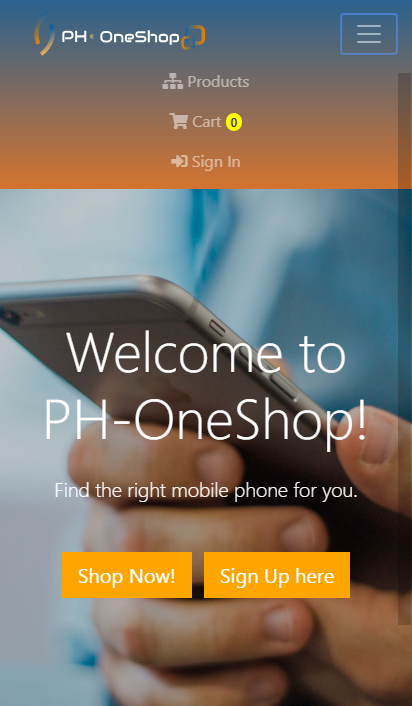 PH-OneShop
Products
Cart 0
Sign In
Welcome to
PH-OneShop!
Find the right mobile phone for you.
Shop Now!
Sign Up here